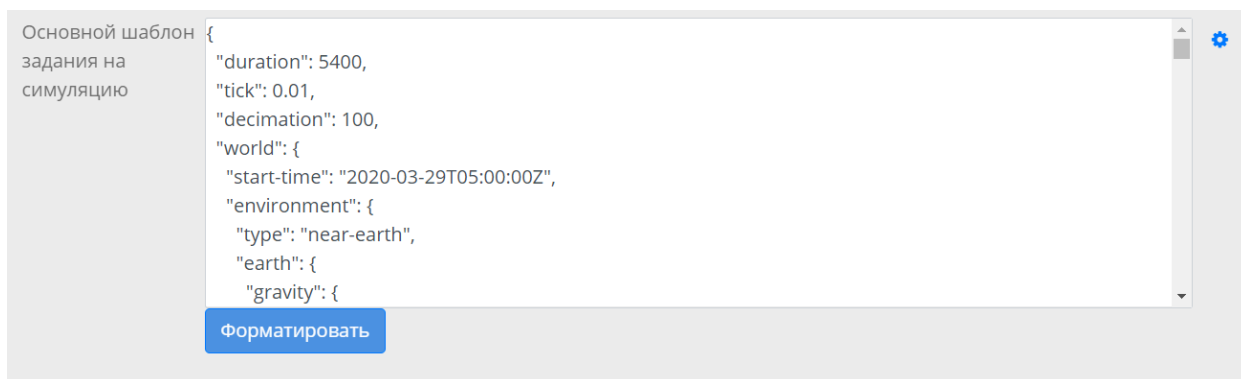 Основной шаблон
задания на
симуляцию
{
"duration": 5400,
"tick": 0.01,
"decimation": 100,
"world": {
"start-time": "2020-03-29T05:00:00Z",
"environment": {
"type": "near-earth",
"earth": {
"gravity": {
Форматировать